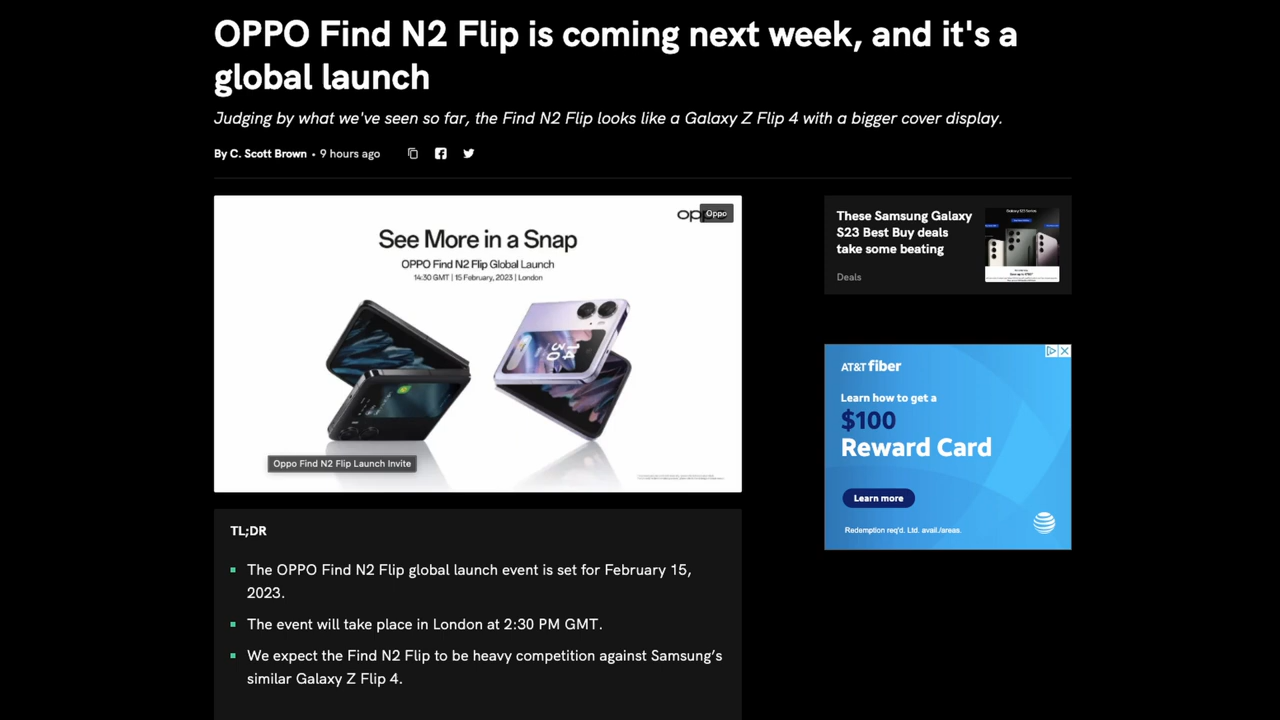 OPPO Find N2 Flip is coming next week, and it's a
global launch
Judging by what we've seen so far, the Find N2 Flip looks like a Galaxy Z Flip 4 with a bigger cover display.
By C. Scott Brown • 9 hours ago
Oppo
See More in a Snap
OPPO Find N2 Flip Global Launch
14:30 GMT | 15 February, 2023 | London
Oppo Find N2 Flip Launch Invite
TL;DR
The OPPO Find N2 Flip global launch event is set for February 15,
2023.
The event will take place in London at 2:30 PM GMT.
We expect the Find N2 Flip to be heavy competition against Samsung’s
similar Galaxy Z Flip 4.
These Samsung Galaxy
S23 Best Buy deals
take some beating
Deals
AT&T fiber
Learn how to get a
$100
Reward Card
Learn more
Redemption req'd. Ltd. avail./areas.